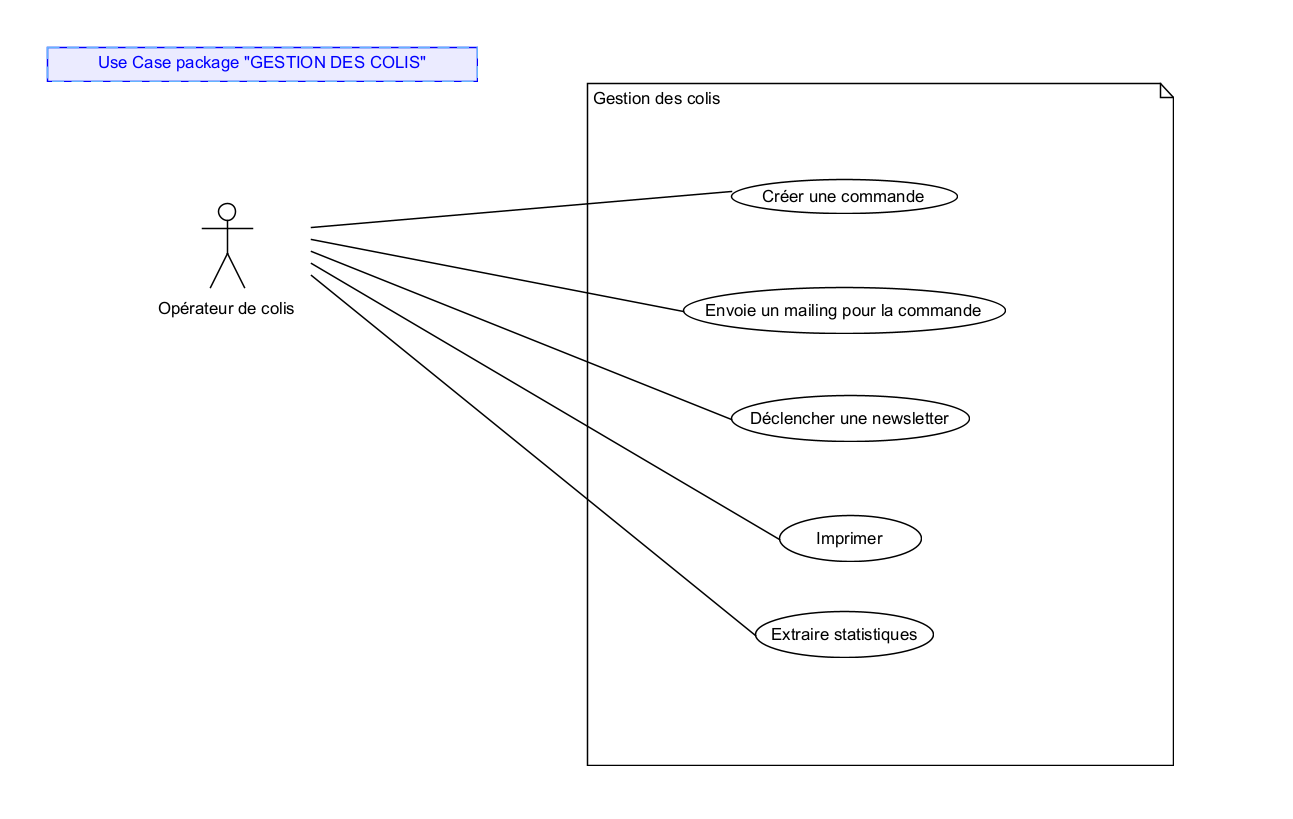 Use Case package "GESTION DES COLIS"
Gestion des colis
Créer une commande
Opérateur de colis
Envoie un mailing pour la commande
Déclencher une newsletter
Imprimer
Extraire statistiques